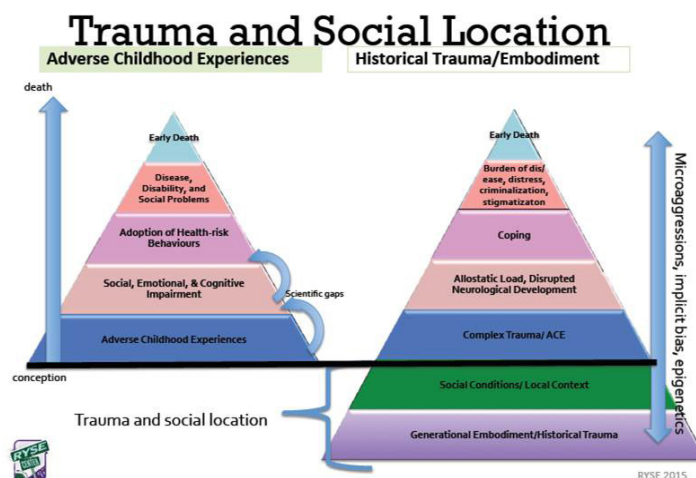 Trauma and Social Location
Adverse Childhood Experiences
Historical Trauma/Embodiment
death
Early Death
Disease,
Disability, and
Social Problems
Adoption of Health-risk
Behaviours
Social, Emotional, & Cognitive
Impairment
Scientific gaps
Adverse Childhood Experiences
conception
Trauma and social location
Early Death
Burden of dis/
ease, distress,
criminalization,
stigmatizaton
Coping
Allostatic Load, Disrupted
Neurological Development
Complex Trauma/ ACE
Social Conditions/ Local Context
Generational Embodiment/Historical Trauma
Microaggressions, implicit bias, epigenetics
RYSE
CENTER
RYSE 2015